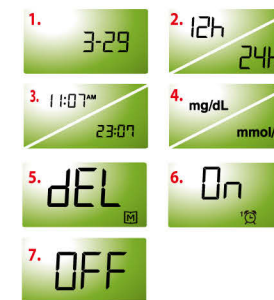 1.
3-29
2.
12h
24H
3.
11:07AM
23:07
4.
mg/dL
mmol/
5.
dEL
M
6.
On
1
7.
OFF